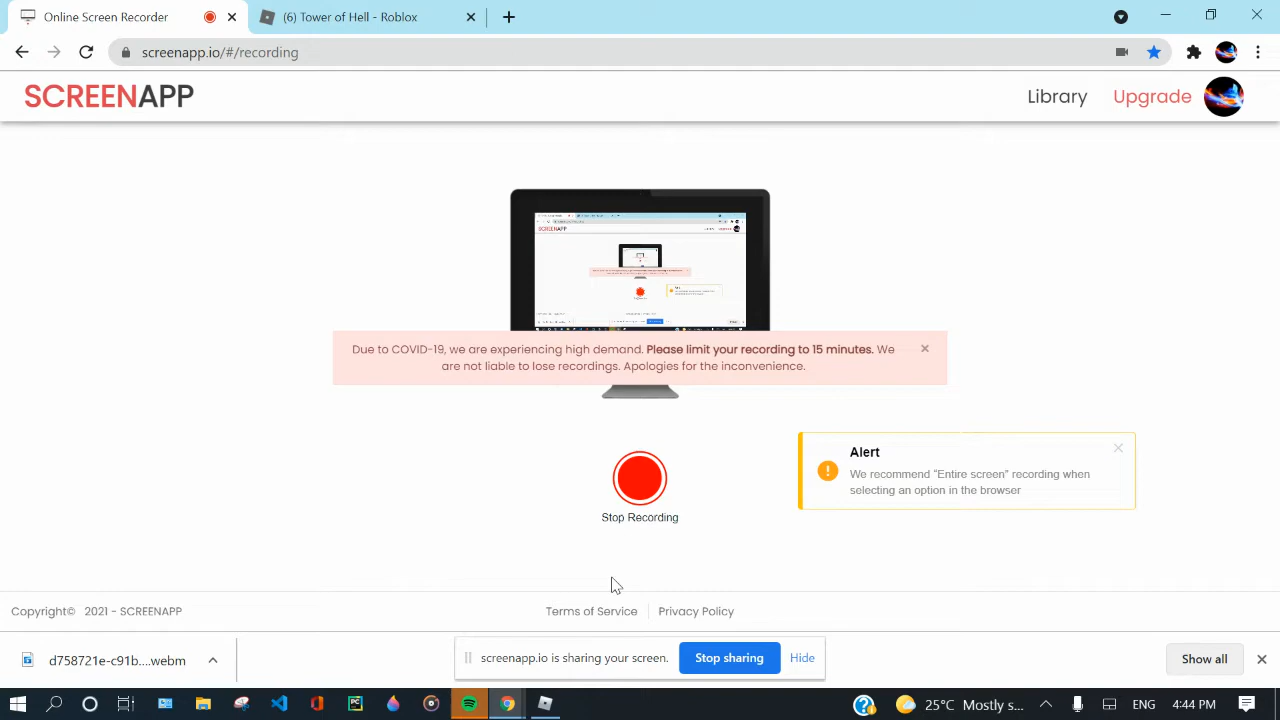 Online Screen Recorder
(6) Tower of Hell - Roblox
screenapp.io/#/recording
SCREENAPP
Library
Upgrade
Due to COVID-19, we are experiencing high demand. Please limit your recording to 15 minutes. We
are not liable to lose recordings. Apologies for the inconvenience.
Alert
We recommend "Entire screen" recording when
selecting an option in the browser
Stop Recording
Copyright© 2021 - SCREENAPP
Terms of Service
Privacy Policy
d758721e-c91b....webm
screenapp.io is sharing your screen.
Stop sharing
Hide
Show all
25°C Mostly s...
ENG
4:44 PM